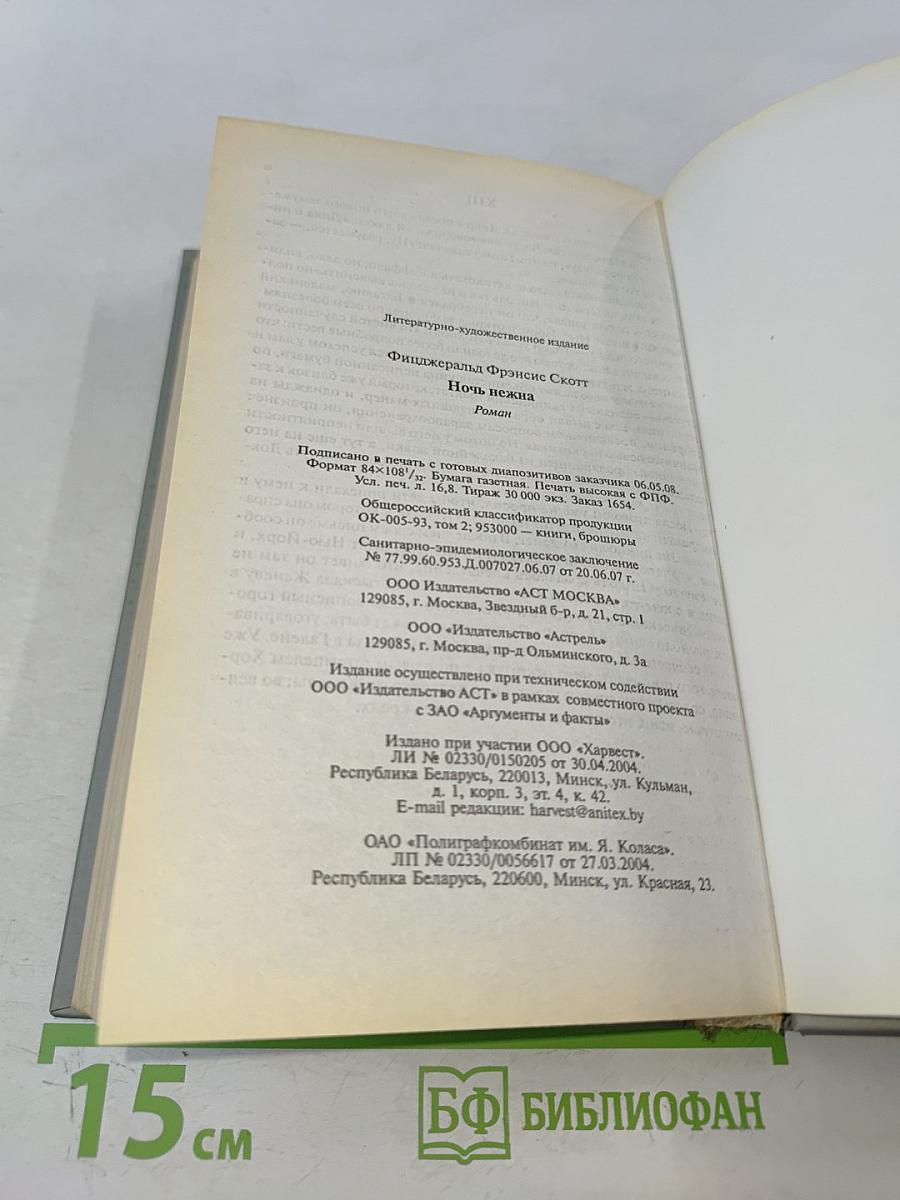 Литературно-художественное издание
Фицджеральд Фрэнсис Скотт
Ночь нежна
Роман
Подписано в печать с готовых диапозитивов заказчика 06.05.08.
Формат 84×108¹/₃₂. Бумага газетная. Печать высокая с ФПФ.
Усл. печ. л. 16,8. Тираж 30 000 экз. Заказ 1654.
Общероссийский классификатор продукции
ОК-005-93, том 2; 953000 — книги, брошюры
Санитарно-эпидемиологическое заключение
№ 77.99.60.953.Д.007027.06.07 от 20.06.07 г.
ООО Издательство «АСТ МОСКВА»
129085, г. Москва, Звездный б-р, д. 21, стр. 1
ООО «Издательство «Астрель»
129085, г. Москва, пр-д Ольминского, д. 3а
Издание осуществлено при техническом содействии
ООО «Издательство АСТ» в рамках совместного проекта
с ЗАО «Аргументы и факты»
Издано при участии ООО «Харвест».
ЛИ № 02330/0150205 от 30.04.2004.
Республика Беларусь, 220013, Минск, ул. Кульман,
д. 1, корп. 3, эт. 4, к. 42.
E-mail редакции: harvest@anitex.by
ОАО «Полиграфкомбинат им. Я. Коласа».
ЛП № 02330/0056617 от 27.03.2004.
Республика Беларусь, 220600, Минск, ул. Красная, 23.
15 см
БФ БИБЛИОФАН